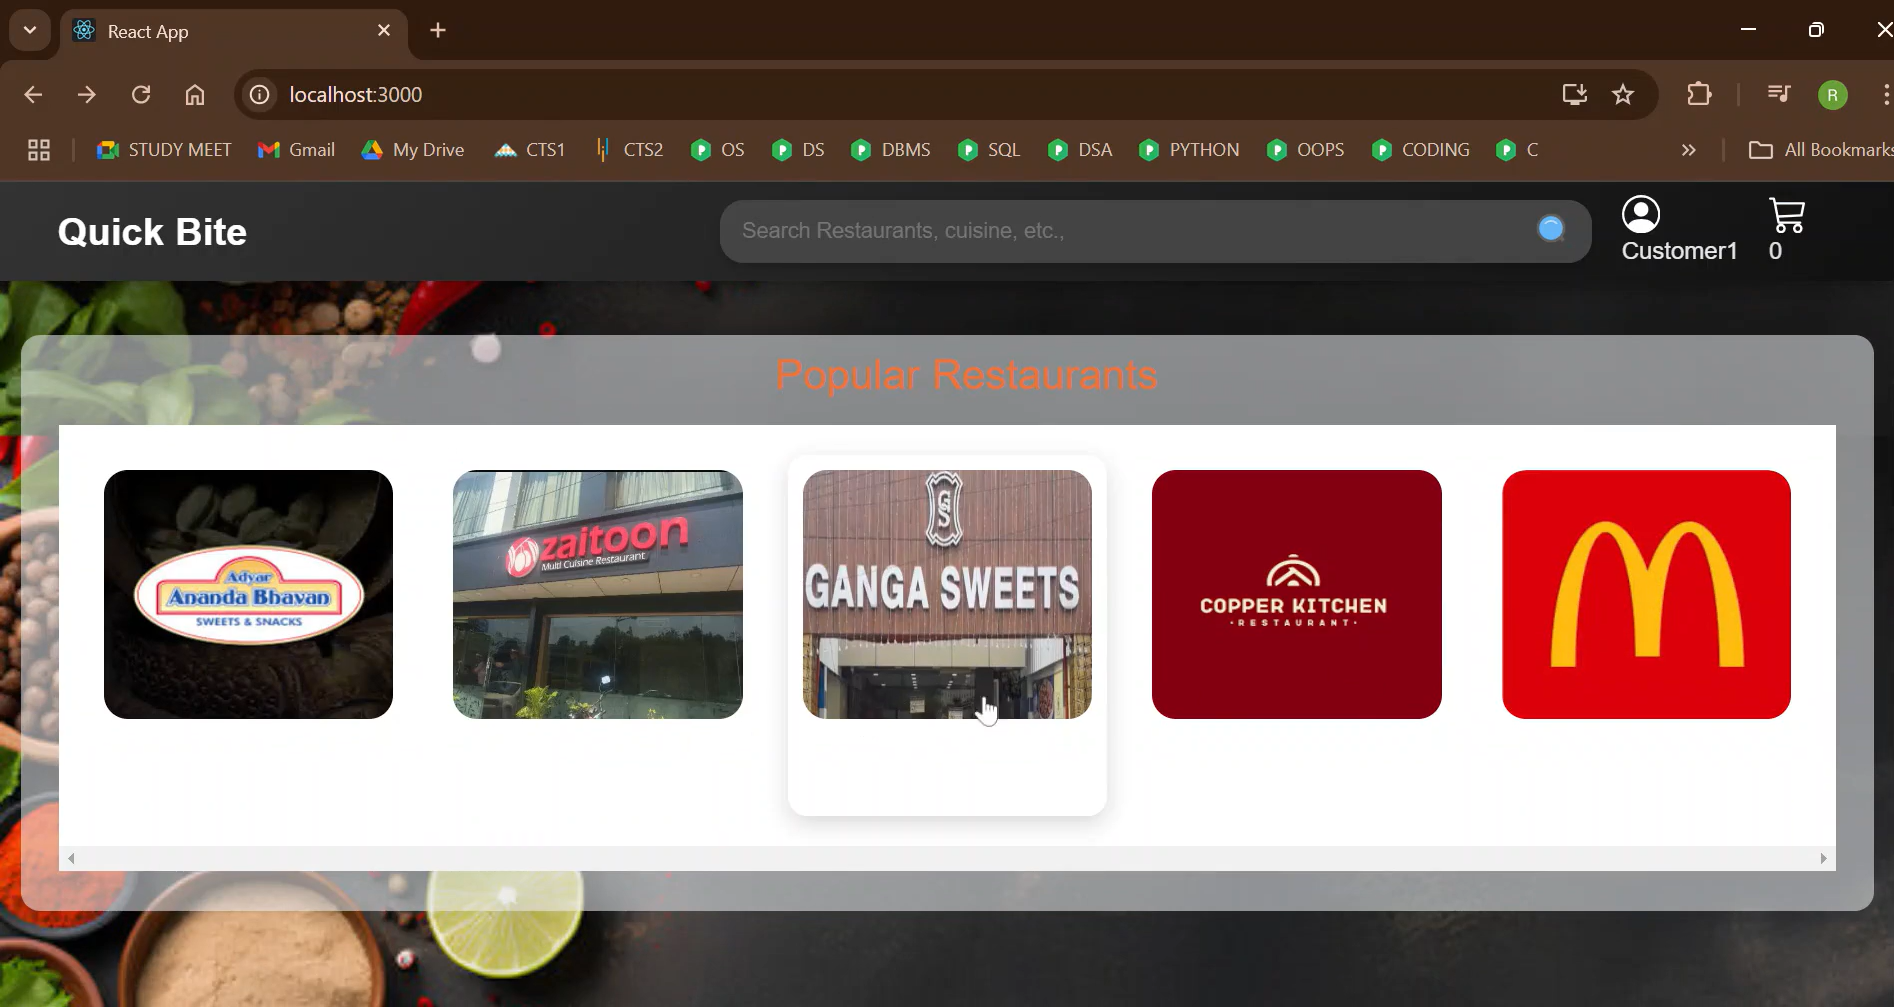 React App
localhost:3000
R
STUDY MEET
Gmail
My Drive
CTS1
CTS2
OS
DS
DBMS
SQL
DSA
PYTHON
OOPS
CODING
C
All Bookmarks
Quick Bite
Search Restaurants, cuisine, etc.,
Customer1
0
Popular Restaurants
Adyar
Ananda Bhavan
SWEETS & SNACKS
zaitoon
Multi Cuisine Restaurant
GS
GANGA SWEETS
COPPER KITCHEN
·RESTAURANT·
M